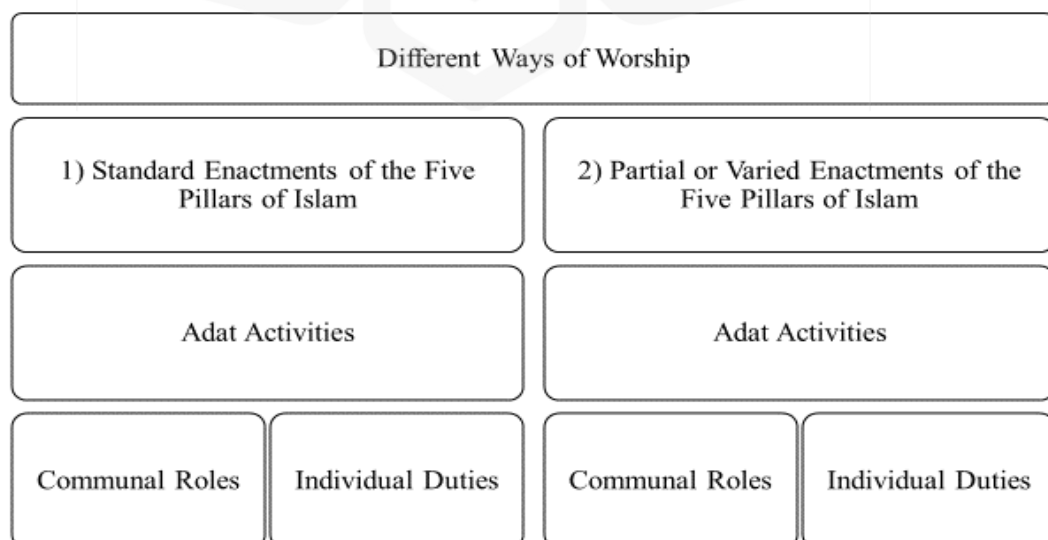 Different Ways of Worship
1) Standard Enactments of the Five
Pillars of Islam
2) Partial or Varied Enactments of the
Five Pillars of Islam
Adat Activities
Adat Activities
Communal Roles
Individual Duties
Communal Roles
Individual Duties